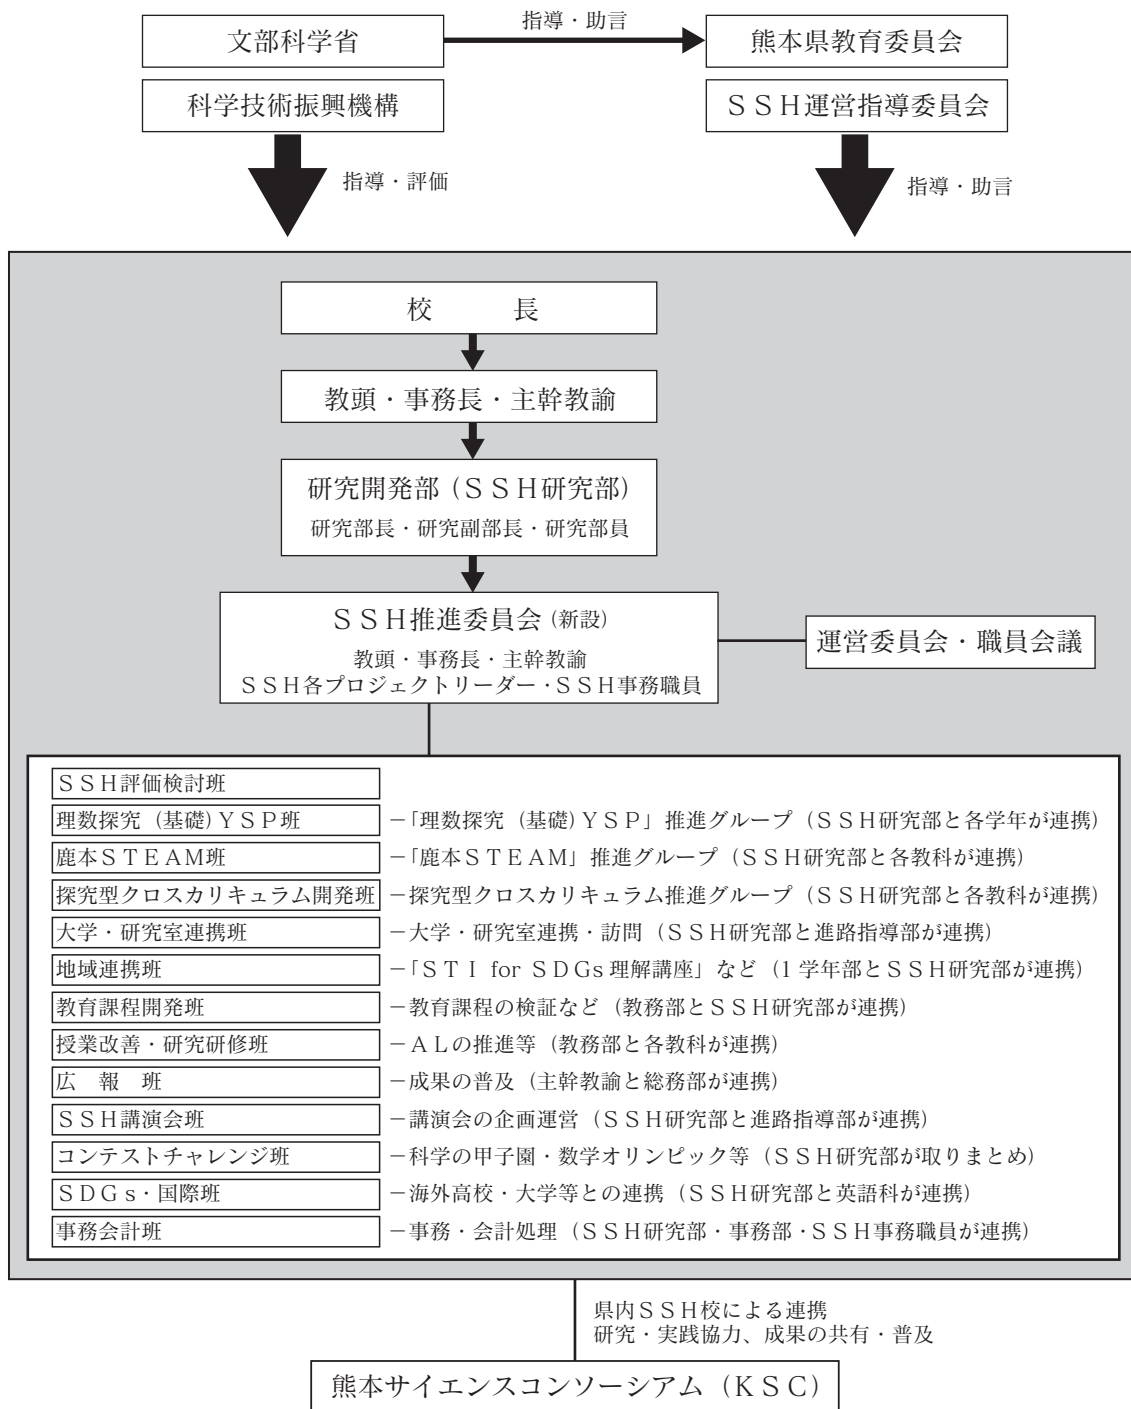 指導・助言
文部科学省
熊本県教育委員会
科学技術振興機構
ＳＳＨ運営指導委員会
指導・評価
指導・助言
校　　長
教頭・事務長・主幹教諭
研究開発部（ＳＳＨ研究部）
研究部長・研究副部長・研究部員
ＳＳＨ推進委員会（新設）
教頭・事務長・主幹教諭
ＳＳＨ各プロジェクトリーダー・ＳＳＨ事務職員
運営委員会・職員会議
ＳＳＨ評価検討班
理数探究（基礎）ＹＳＰ班 －「理数探究（基礎）ＹＳＰ」推進グループ（ＳＳＨ研究部と各学年が連携）
鹿本ＳＴＥＡＭ班 －「鹿本ＳＴＥＡＭ」推進グループ（ＳＳＨ研究部と各教科が連携）
探究型クロスカリキュラム開発班 －探究型クロスカリキュラム推進グループ（ＳＳＨ研究部と各教科が連携）
大学・研究室連携班 －大学・研究室連携・訪問（ＳＳＨ研究部と進路指導部が連携）
地域連携班 －「ＳＴＩ for ＳＤＧs 理解講座」など（1 学年部とＳＳＨ研究部が連携）
教育課程開発班 －教育課程の検証など（教務部とＳＳＨ研究部が連携）
授業改善・研究研修班 －ＡＬの推進等（教務部と各教科が連携）
広　報　班 －成果の普及（主幹教諭と総務部が連携）
ＳＳＨ講演会班 －講演会の企画運営（ＳＳＨ研究部と進路指導部が連携）
コンテストチャレンジ班 －科学の甲子園・数学オリンピック等（ＳＳＨ研究部が取りまとめ）
ＳＤＧｓ・国際班 －海外高校・大学等との連携（ＳＳＨ研究部と英語科が連携）
事務会計班 －事務・会計処理（ＳＳＨ研究部・事務部・ＳＳＨ事務職員が連携）
県内ＳＳＨ校による連携
研究・実践協力、成果の共有・普及
熊本サイエンスコンソーシアム（ＫＳＣ）